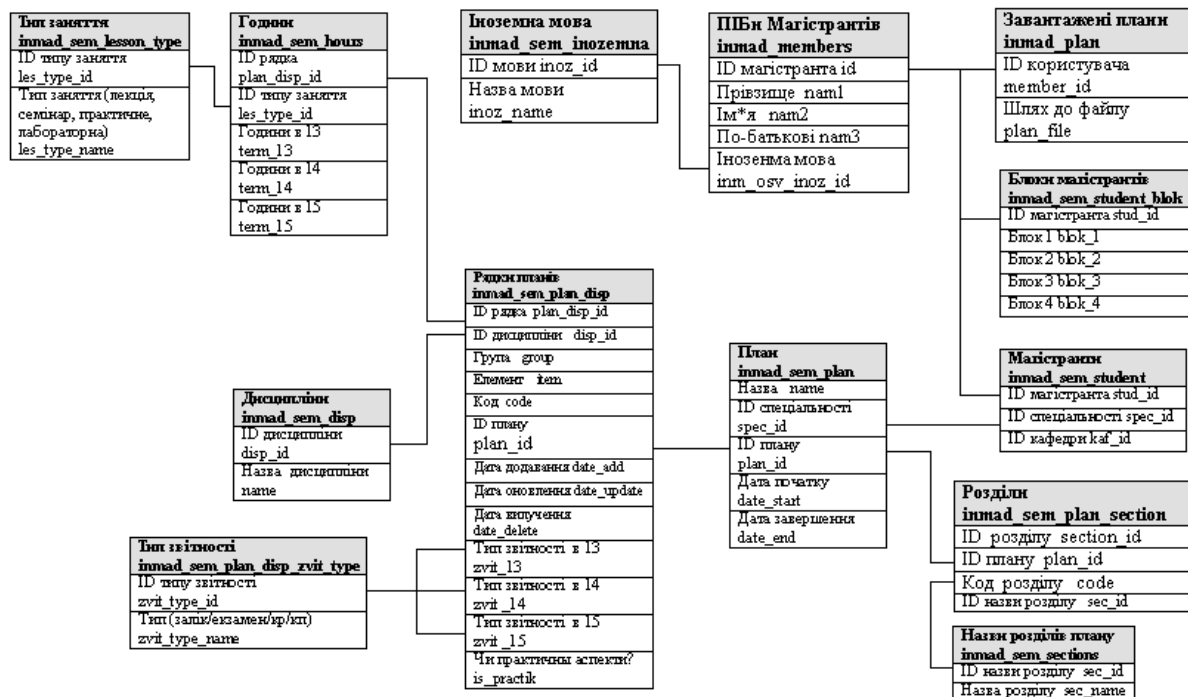 Тип заняття
inmad_sem_lesson_type
ID типу заняття
les_type_id
Тип заняття (лекція,
семінар, практичне,
лабораторна)
les_type_name
Години
inmad_sem_hours
ID рядка
plan_disp_id
ID типу заняття
les_type_id
Години в 13
term_13
Години в 14
term_14
Години в 15
term_15
Іноземна мова
inmad_sem_inozemna
ID мови inoz_id
Назва мови
inoz_name
ПІБи Магістрантів
inmad_members
ID магістранта id
Прівзище nam1
Ім*я nam2
По-батькові nam3
Інозенма мова
inm_osv_inoz_id
Завантажені плани
inmad_plan
ID користувача
member_id
Шлях до файлу
plan_file
Блоки магістрантів
inmad_sem_student_blok
ID магістранта stud_id
Блок 1 blok_1
Блок 2 blok_2
Блок 3 blok_3
Блок 4 blok_4
Рядки планів
inmad_sem_plan_disp
ID рядка plan_disp_id
ID дисципліни disp_id
Група group
Елемент item
Код code
ID плану
plan_id
Дата додавання date_add
Дата оновлення date_update
Дата вилучення
date_delete
Тип звітності в 13
zvit_13
Тип звітності в 14
zvit _14
Тип звітності в 15
zvit _15
Чи практичны аспекти?
is_practik
План
inmad_sem_plan
Назва name
ID спеціальності
spec_id
ID плану
plan_id
Дата початку
date_start
Дата завершення
date_end
Магістранти
inmad_sem_student
ID магістранта stud_id
ID спеціальності spec_id
ID кафедри kaf_id
Дисципліни
inmad_sem_disp
ID дисципліни
disp_id
Назва дисципліни
name
Розділи
inmad_sem_plan_section
ID розділу section_id
ID плану plan_id
Код розділу code
ID назви розділу sec_id
Тип звітності
inmad_sem_plan_disp_zvit_type
ID типу звітності
zvit_type_id
Тип (залік/екзамен/кр/кп)
zvit_type_name
Назви розділів плану
inmad_sem_sections
ID назви розділу sec_id
Назва розділу sec_name